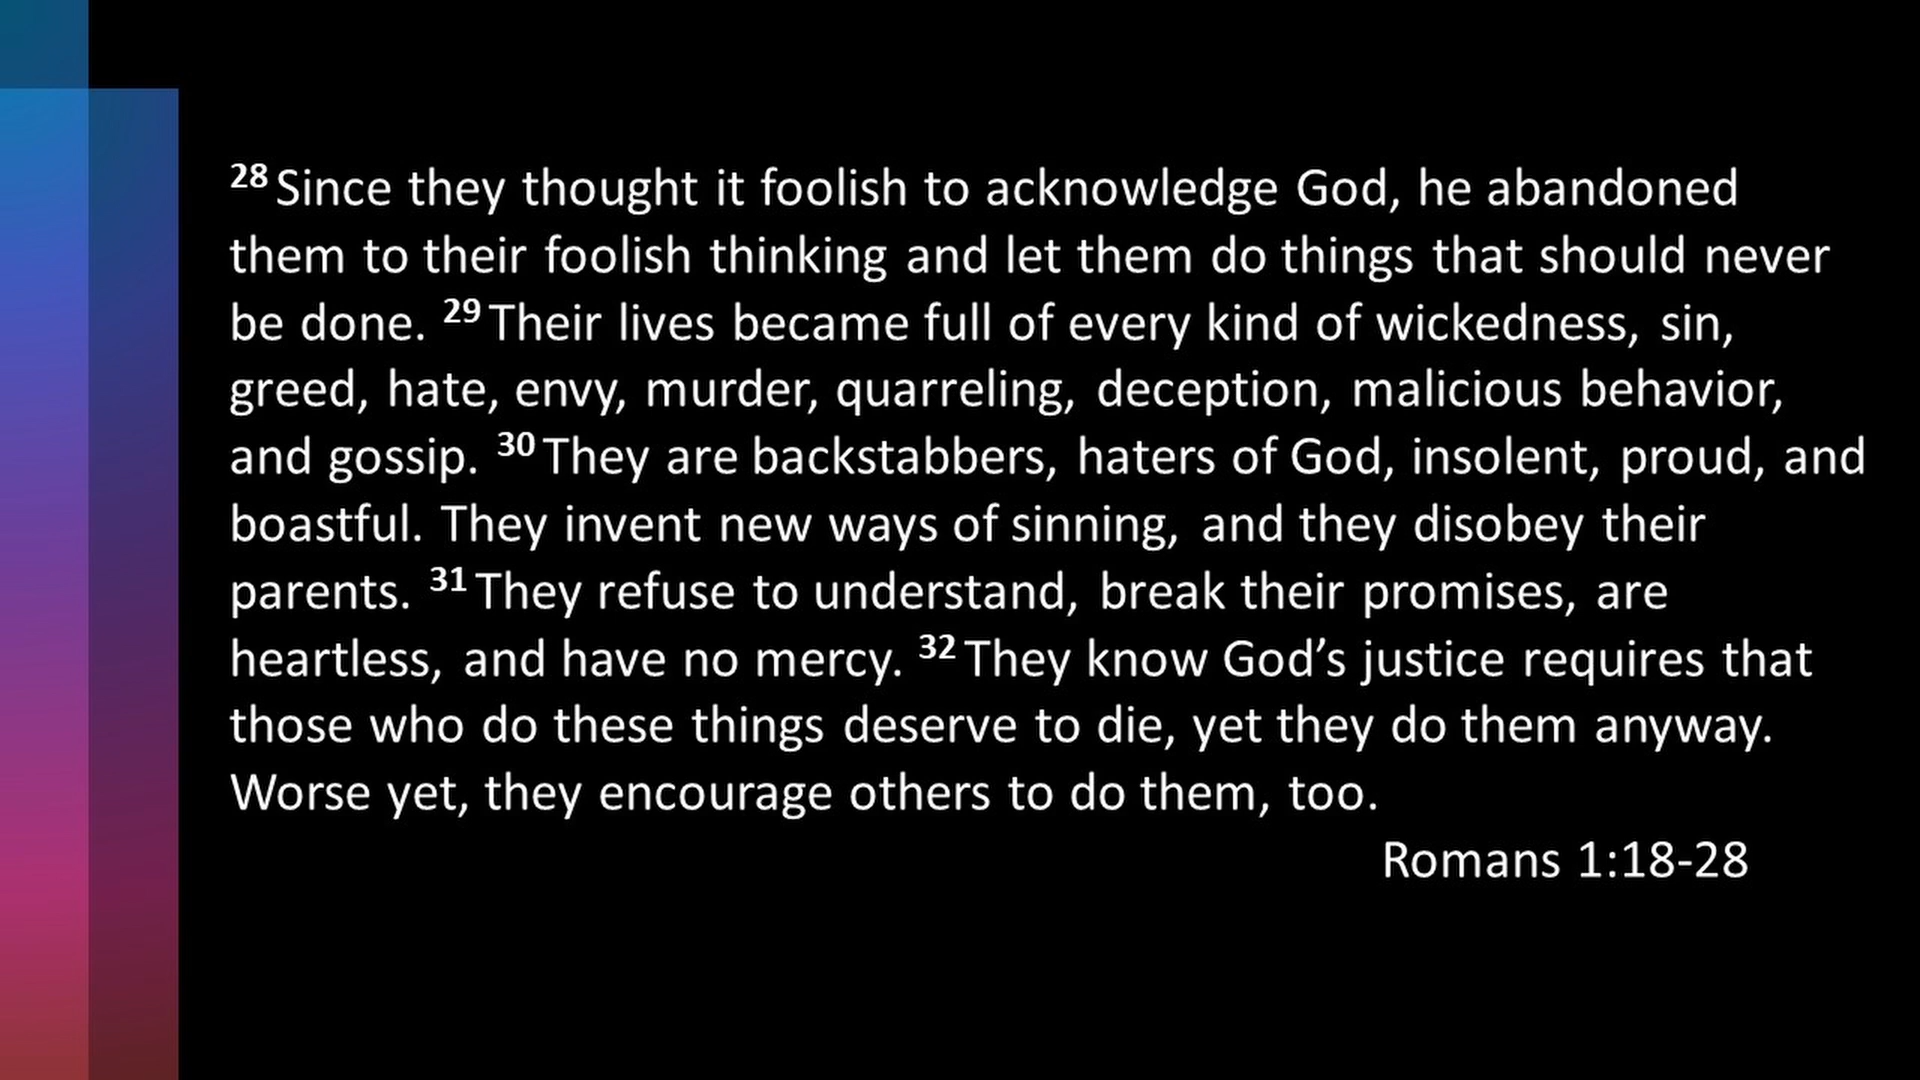 28 Since they thought it foolish to acknowledge God, he abandoned
them to their foolish thinking and let them do things that should never
be done. 29 Their lives became full of every kind of wickedness, sin,
greed, hate, envy, murder, quarreling, deception, malicious behavior,
and gossip. 30 They are backstabbers, haters of God, insolent, proud, and
boastful. They invent new ways of sinning, and they disobey their
parents. 31 They refuse to understand, break their promises, are
heartless, and have no mercy. 32 They know God’s justice requires that
those who do these things deserve to die, yet they do them anyway.
Worse yet, they encourage others to do them, too.
Romans 1:18-28